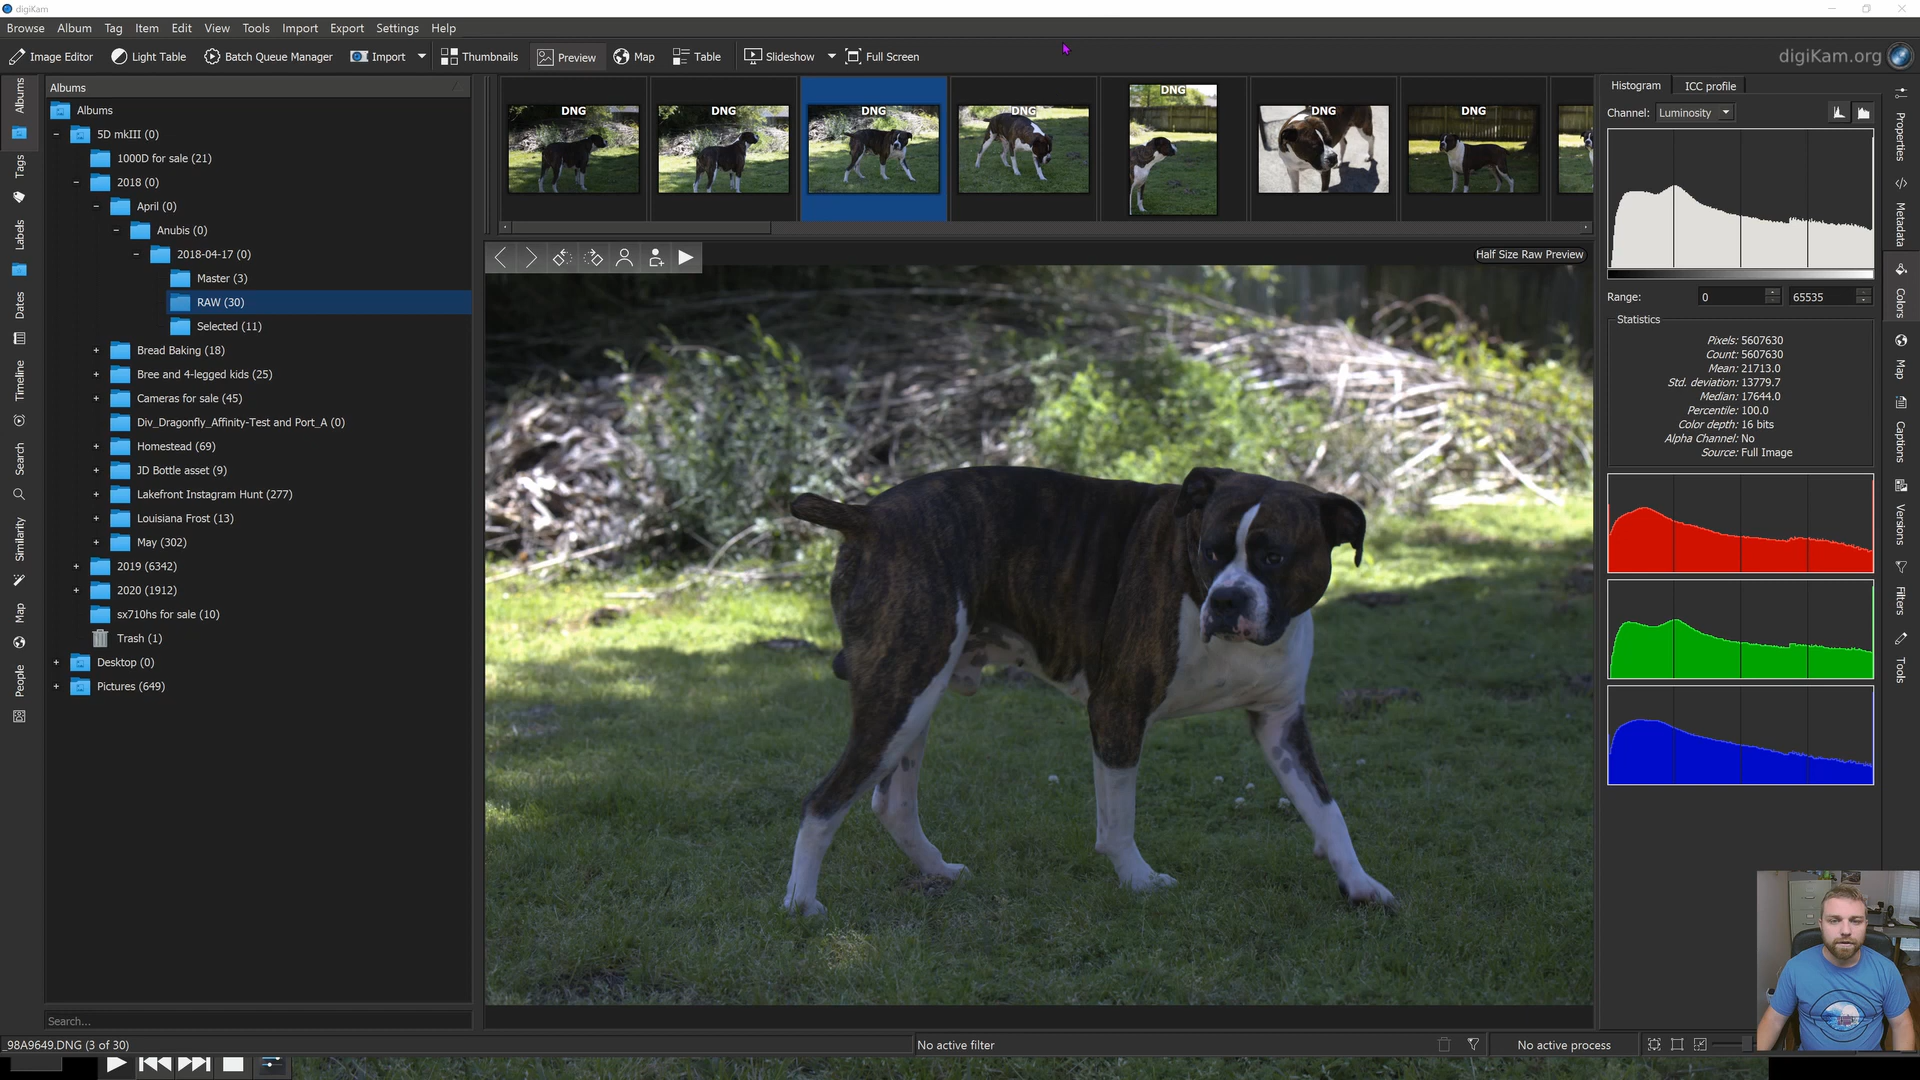 digiKam
Browse Album Tag Item Edit View Tools Import Export Settings Help
Image Editor Light Table Batch Queue Manager Import Thumbnails Preview Map Table Slideshow Full Screen
digiKam.org
Albums
Tags
Labels
Dates
Timeline
Search
Similarity
Map
People
Albums
Albums
5D mkIII (0)
1000D for sale (21)
2018 (0)
April (0)
Anubis (0)
2018-04-17 (0)
Master (3)
RAW (30)
Selected (11)
Bread Baking (18)
Bree and 4-legged kids (25)
Cameras for sale (45)
Div_Dragonfly_Affinity-Test and Port_A (0)
Homestead (69)
JD Bottle asset (9)
Lakefront Instagram Hunt (277)
Louisiana Frost (13)
May (302)
2019 (6342)
2020 (1912)
sx710hs for sale (10)
Trash (1)
Desktop (0)
Pictures (649)
Search...
DNG DNG DNG DNG DNG DNG DNG
Half Size Raw Preview
Histogram ICC profile
Channel: Luminosity
Range: 0 65535
Statistics
Pixels: 5607630
Count: 5607630
Mean: 21713.0
Std. deviation: 13779.7
Median: 17644.0
Percentile: 100.0
Color depth: 16 bits
Alpha Channel: No
Source: Full Image
Properties
Metadata
Colors
Map
Captions
Versions
Filters
Tools
_98A9649.DNG (3 of 30)
No active filter
No active process